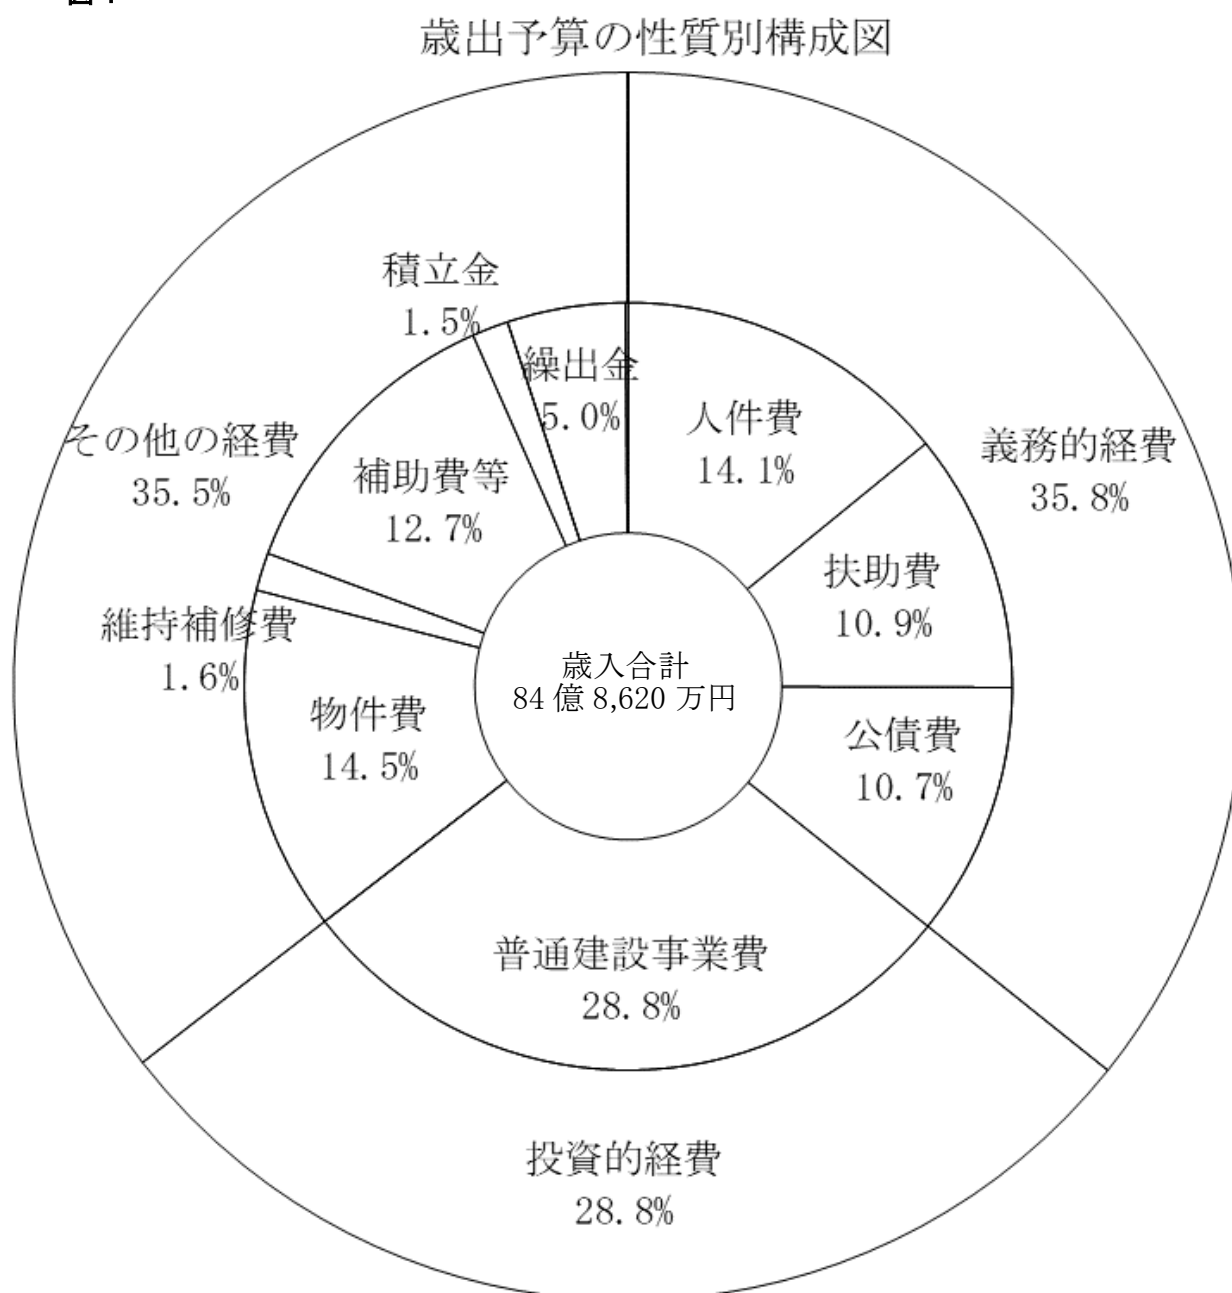 歳出予算の性質別構成図
積立金
1.5%
繰出金
5.0%
人件費
14.1%
その他の経費
35.5%
義務的経費
35.8%
補助費等
12.7%
扶助費
10.9%
維持補修費
1.6%
歳入合計
84億8,620万円
物件費
14.5%
公債費
10.7%
普通建設事業費
28.8%
投資的経費
28.8%